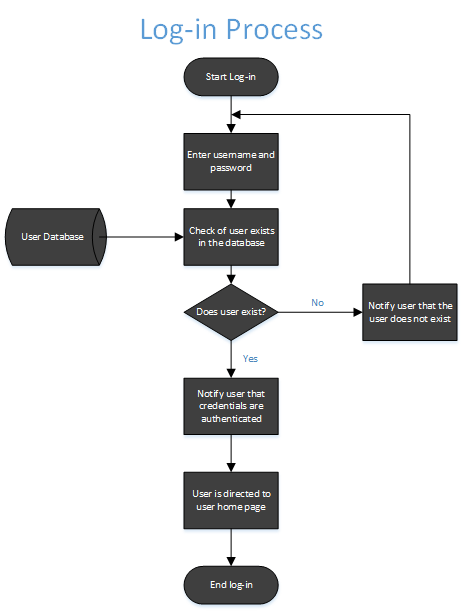 Log-in Process
Start Log-in
Enter username and
password
User Database
Check of user exists
in the database
Does user exist?
No
Notify user that the
user does not exist
Yes
Notify user that
credentials are
authenticated
User is directed to
user home page
End log-in